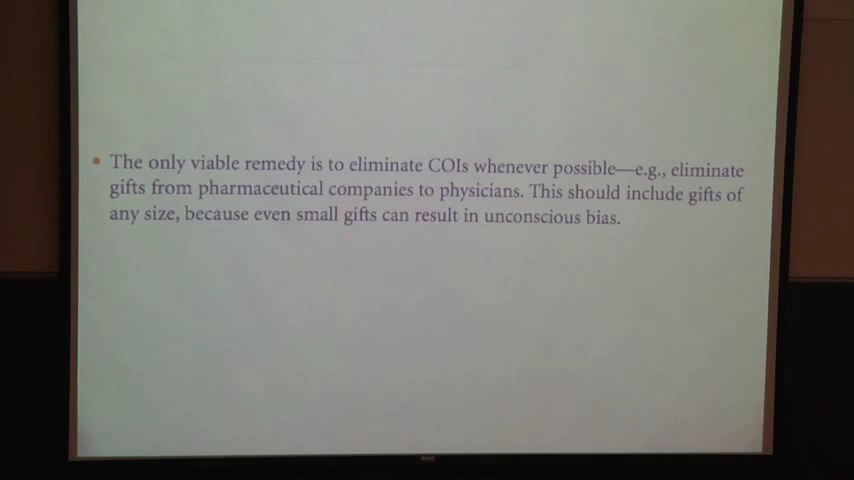 • The only viable remedy is to eliminate COIs whenever possible—e.g., eliminate
gifts from pharmaceutical companies to physicians. This should include gifts of
any size, because even small gifts can result in unconscious bias.